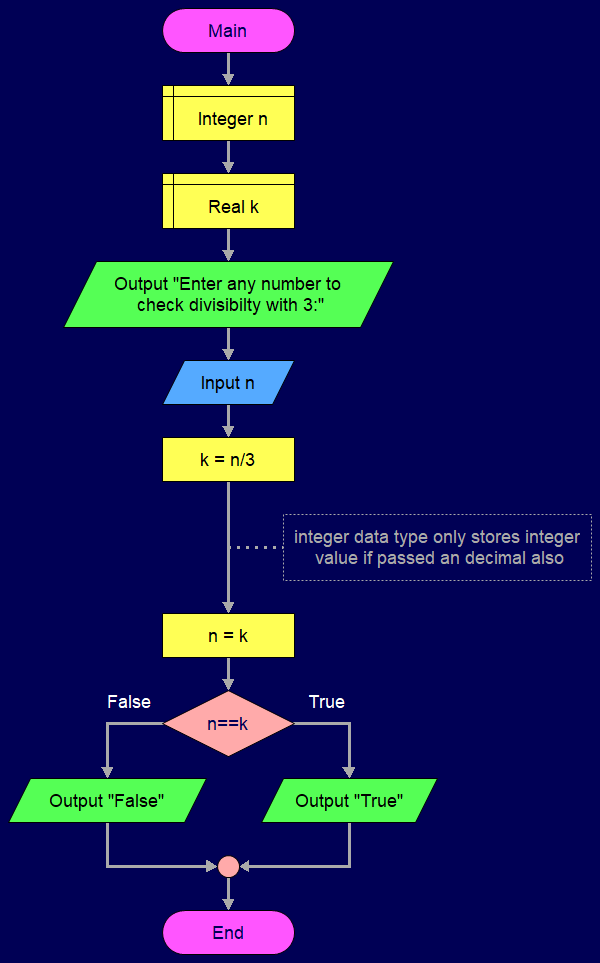 Main
Integer n
Real k
Output "Enter any number to
check divisibilty with 3:"
Input n
k = n/3
integer data type only stores integer
value if passed an decimal also
n = k
False
True
n==k
Output "False"
Output "True"
End